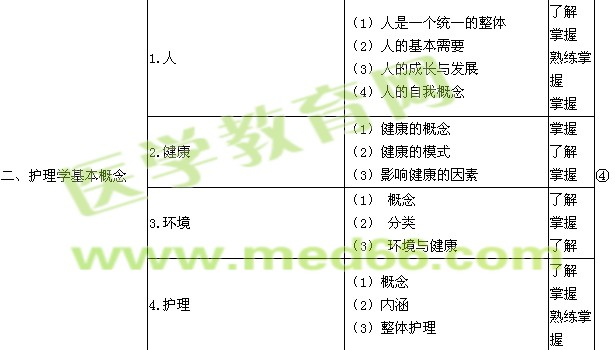 二、护理学基本概念
1.人
(1) 人是一个统一的整体
(2) 人的基本需要
(3) 人的成长与发展
(4) 人的自我概念
了解
掌握
熟练掌
握
掌握
2.健康
(1) 健康的概念
(2) 健康的模式
(3) 影响健康的因素
掌握
了解
掌握
④
3.环境
(1) 概念
(2) 分类
(3) 环境与健康
了解
掌握
了解
4.护理
(1) 概念
(2) 内涵
(3) 整体护理
了解
掌握
熟练掌
握
医学教育网
www.med66.com